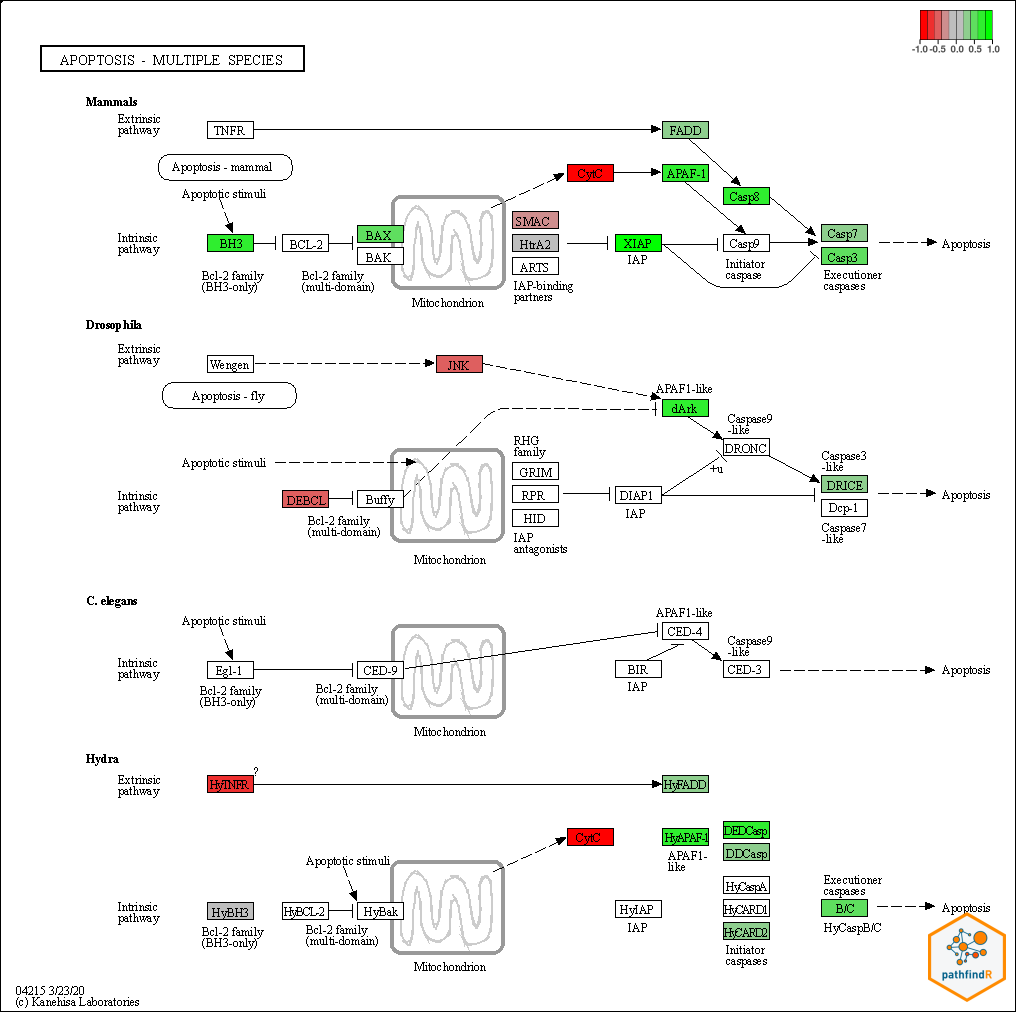 -1.0 -0.5 0.0 0.5 1.0
APOPTOSIS - MULTIPLE SPECIES
Mammals
Extrinsic
pathway
TNFR
FADD
Apoptosis - mammal
CytC
APAF-1
Apoptotic stimuli
Casp8
Intrinsic
pathway
BH3
BCL-2
BAX
BAK
SMAC
HtrA2
ARTS
XIAP
IAP
Casp9
Initiator
caspase
Casp7
Casp3
Executioner
caspases
Apoptosis
Bcl-2 family
(BH3-only)
Bcl-2 family
(multi-domain)
Mitochondrion
IAP-binding
partners
Drosophila
Extrinsic
pathway
Wengen
JNK
Apoptosis - fly
APAF1-like
dArk
Caspase9
-like
DRONC
RHG
family
GRIM
RPR
HID
IAP
antagonists
Apoptotic stimuli
+u
Caspase3
-like
DRICE
Dcp-1
Caspase7
-like
Apoptosis
Intrinsic
pathway
DEBCL
Buffy
DIAP1
IAP
Bcl-2 family
(multi-domain)
Mitochondrion
C. elegans
Apoptotic stimuli
APAF1-like
CED-4
Caspase9
-like
Intrinsic
pathway
Egl-1
CED-9
BIR
IAP
CED-3
Apoptosis
Bcl-2 family
(BH3-only)
Bcl-2 family
(multi-domain)
Mitochondrion
Hydra
Extrinsic
pathway
HyTNFR
?
HyFADD
CytC
HyAPAF-1
APAF1-
like
DEDCasp
DDCasp
HyCaspA
HyCARD1
HyCARD2
Initiator
caspases
Apoptotic stimuli
Intrinsic
pathway
HyBH3
HyBCL-2
HyBak
HyIAP
IAP
Executioner
caspases
B/C
HyCaspB/C
Apoptosis
Bcl-2 family
(BH3-only)
Bcl-2 family
(multi-domain)
Mitochondrion
pathfindR
04215 3/23/20
(c) Kanehisa Laboratories